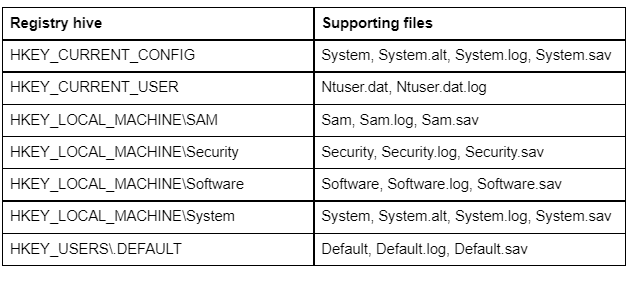 Registry hive Supporting files
HKEY_CURRENT_CONFIG System, System.alt, System.log, System.sav
HKEY_CURRENT_USER Ntuser.dat, Ntuser.dat.log
HKEY_LOCAL_MACHINE\SAM Sam, Sam.log, Sam.sav
HKEY_LOCAL_MACHINE\Security Security, Security.log, Security.sav
HKEY_LOCAL_MACHINE\Software Software, Software.log, Software.sav
HKEY_LOCAL_MACHINE\System System, System.alt, System.log, System.sav
HKEY_USERS\.DEFAULT Default, Default.log, Default.sav